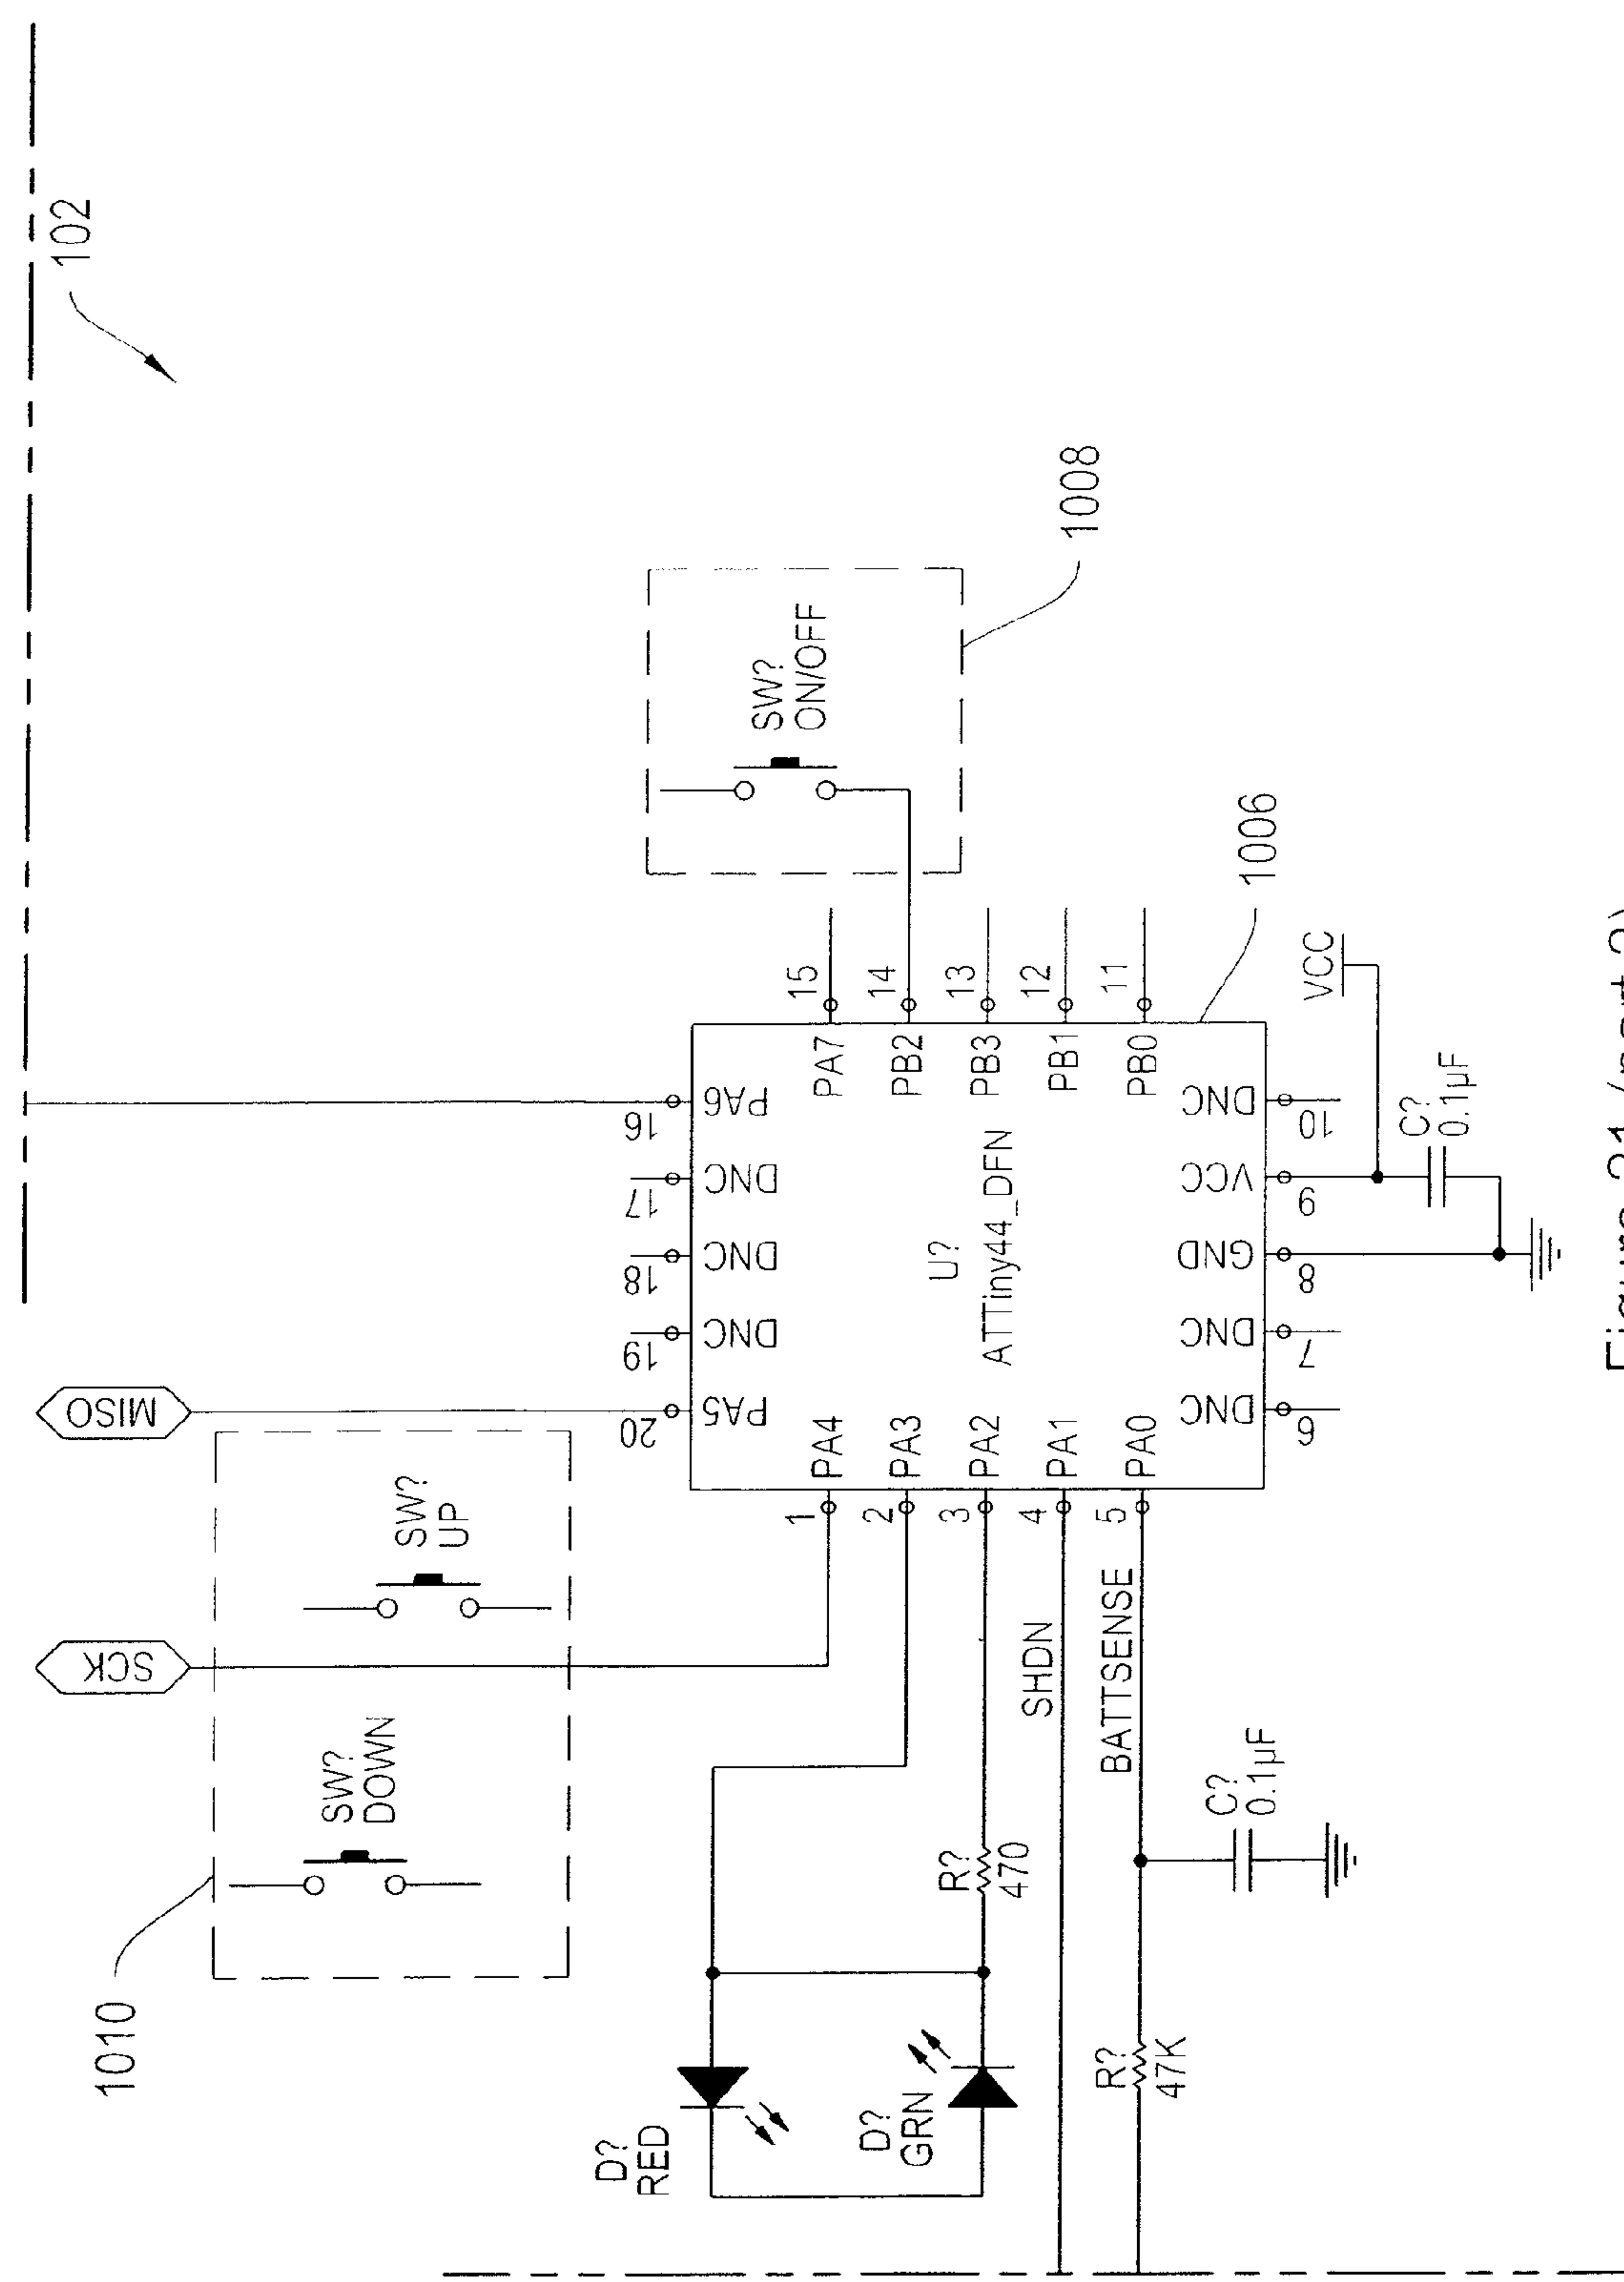 102
1010
SCK
MISO
SW?
DOWN
SW?
UP
SW?
ON/OFF
1008
D?
RED
D?
GRN
R?
470
SHDN
BATTSENSE
R?
47K
C?
0.1µF
1
PA4
2
PA3
3
PA2
4
PA1
5
PA0
20
PA5
19
DNC
18
DNC
17
DNC
16
PA6
U?
ATTiny44_DFN
PA7
15
PB2
14
PB3
13
PB1
12
PB0
11
DNC
6
DNC
7
GND
8
VCC
9
DNC
10
1006
VCC
C?
0.1µF